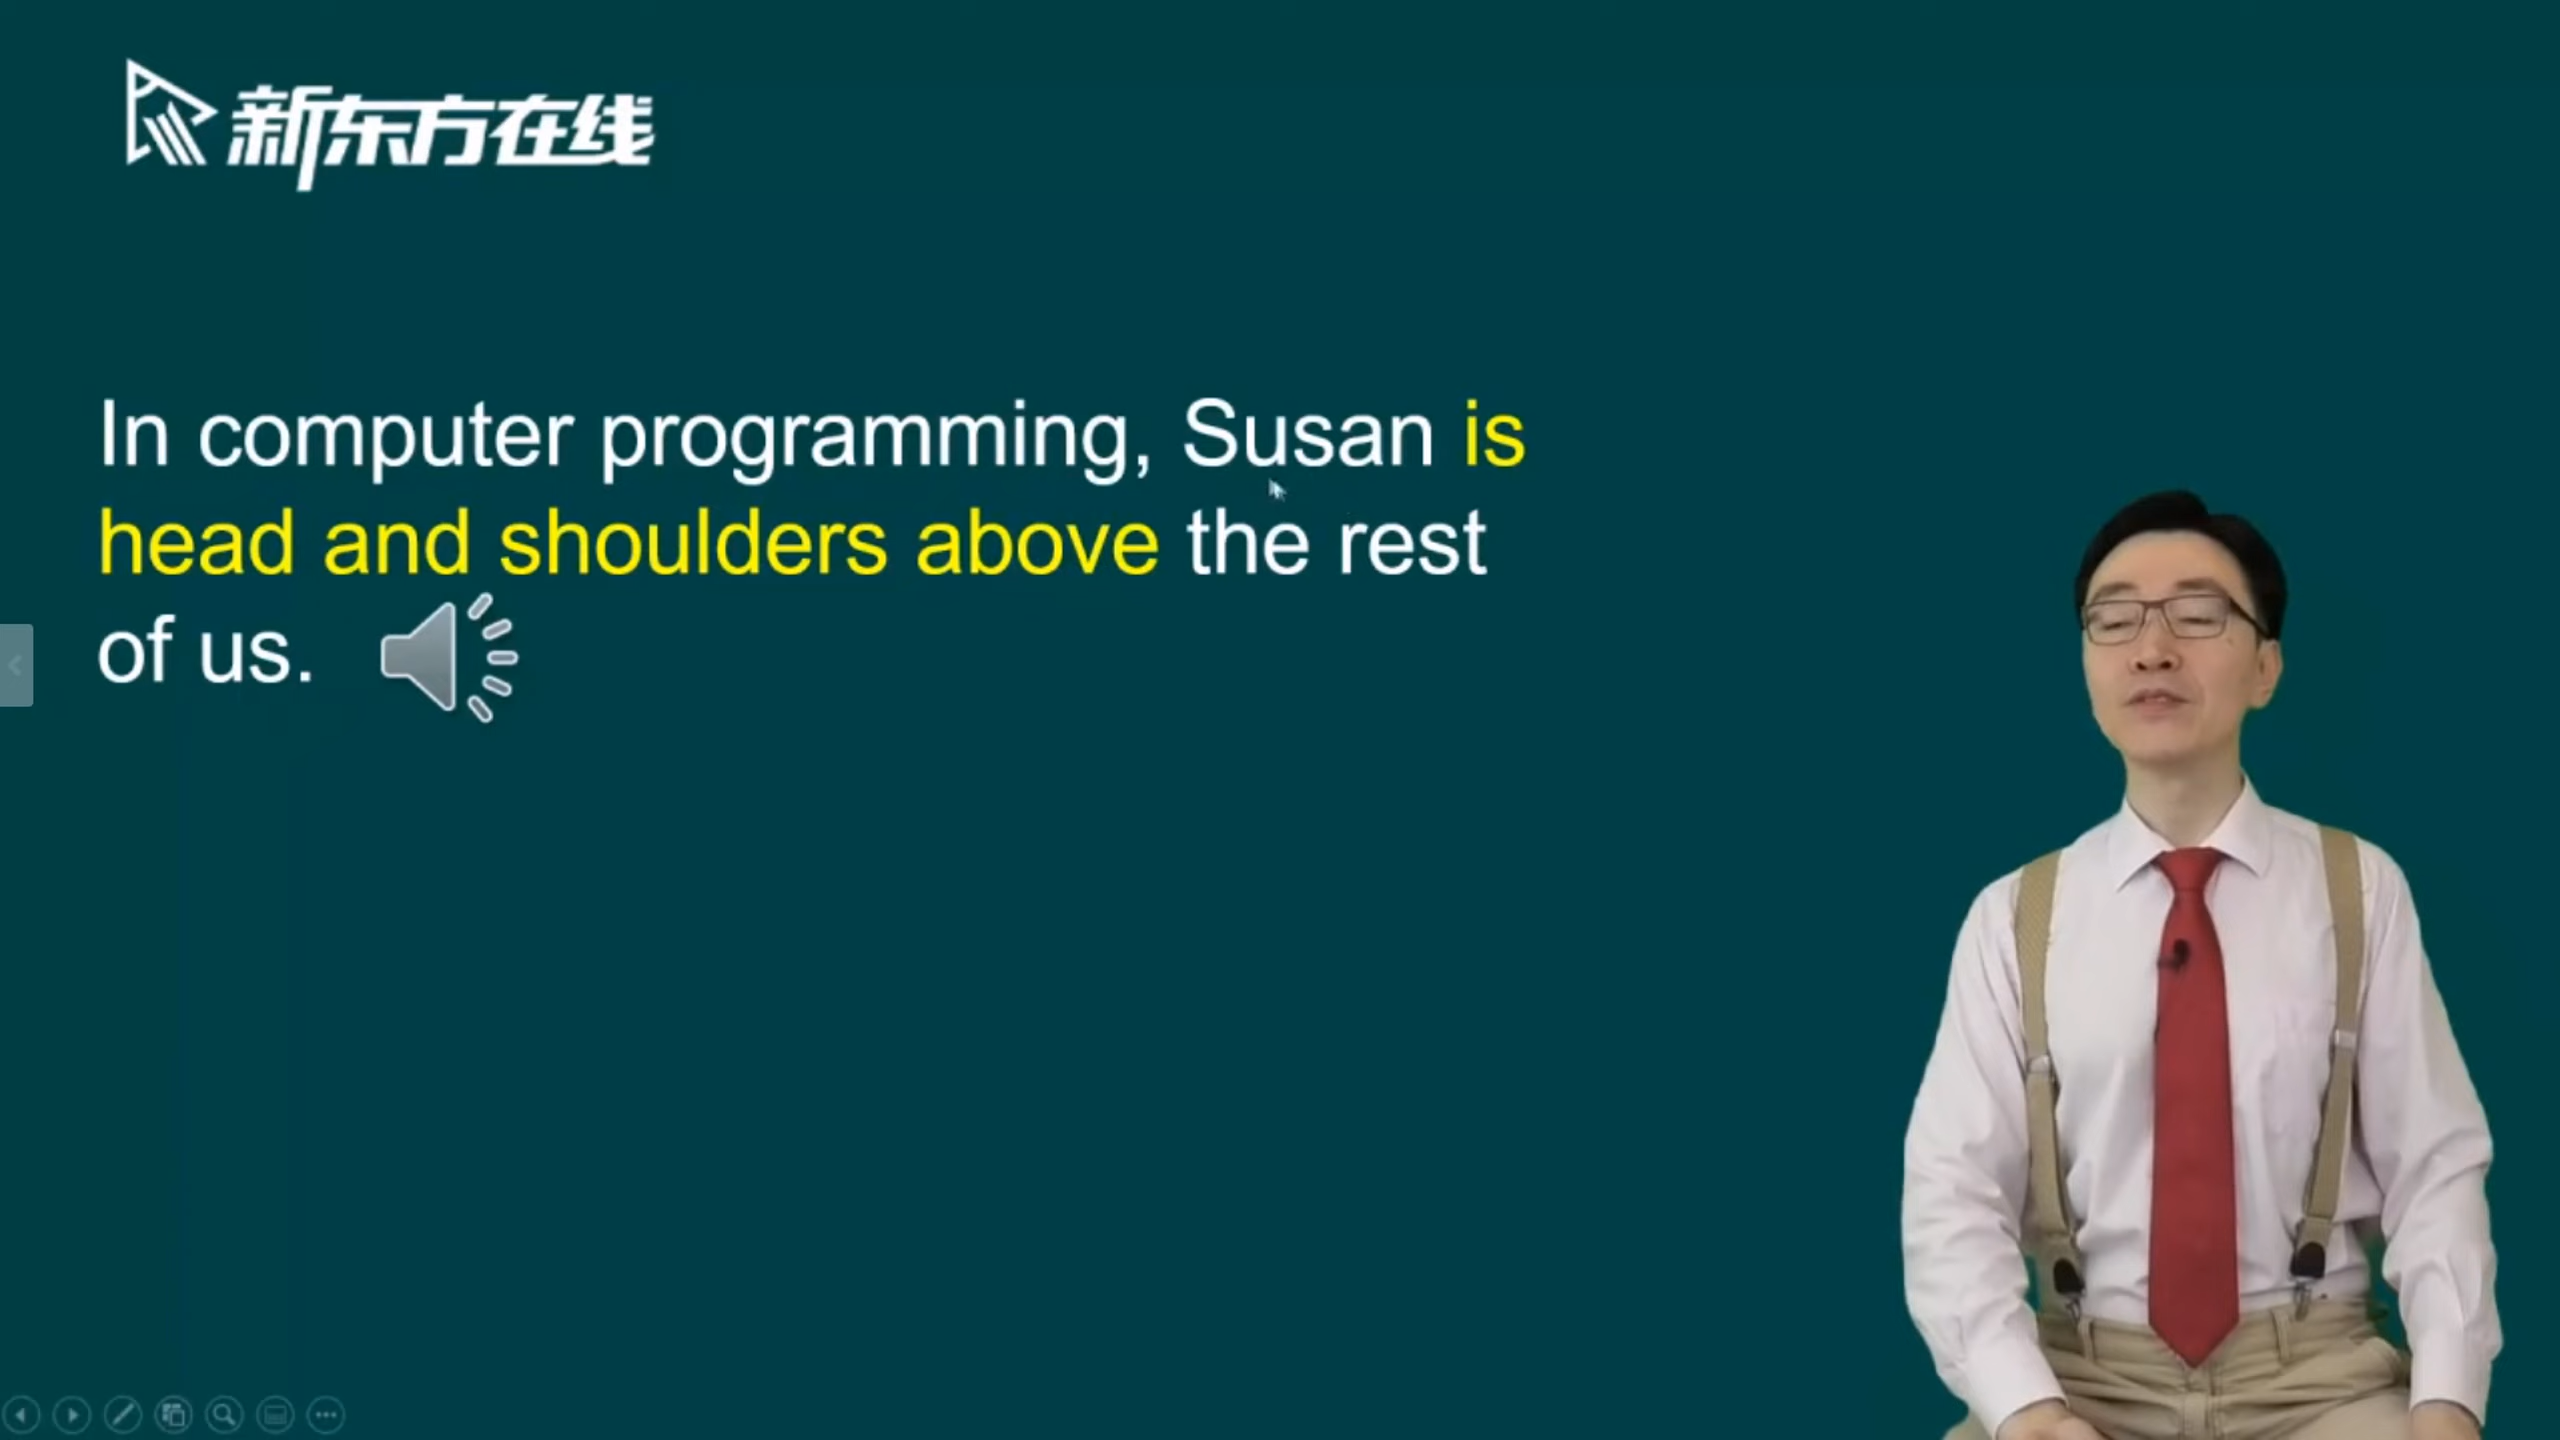 新东方在线
In computer programming, Susan is
head and shoulders above the rest
of us.